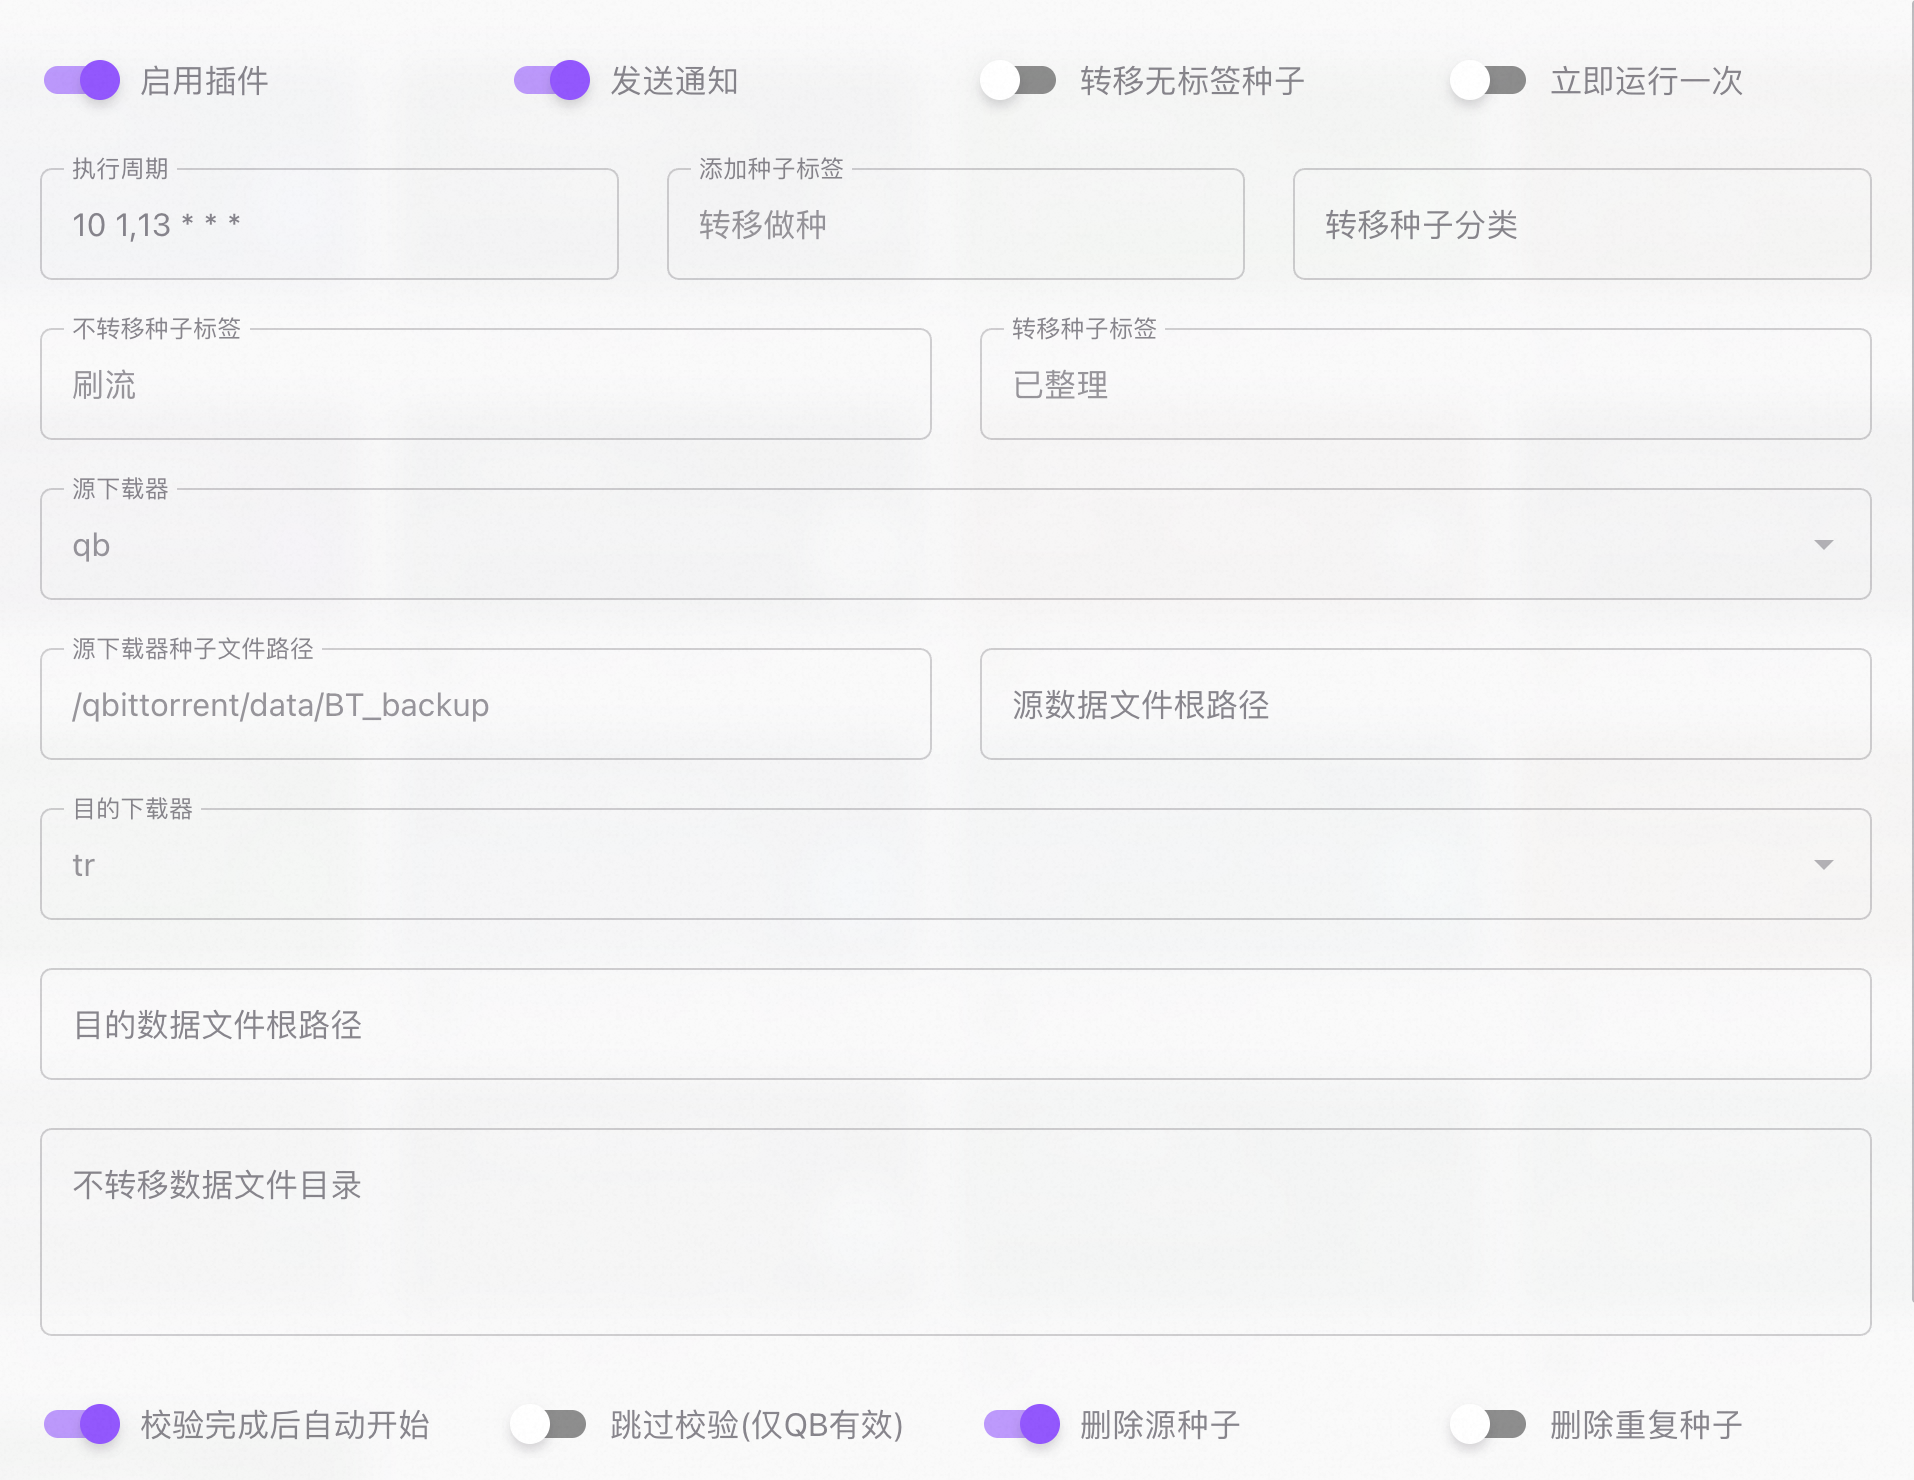 启用插件
发送通知
转移无标签种子
立即运行一次
执行周期
10 1,13 * * *
添加种子标签
转移做种
转移种子分类
不转移种子标签
刷流
转移种子标签
已整理
源下载器
qb
源下载器种子文件路径
/qbittorrent/data/BT_backup
源数据文件根路径
目的下载器
tr
目的数据文件根路径
不转移数据文件目录
校验完成后自动开始
跳过校验(仅QB有效)
删除源种子
删除重复种子